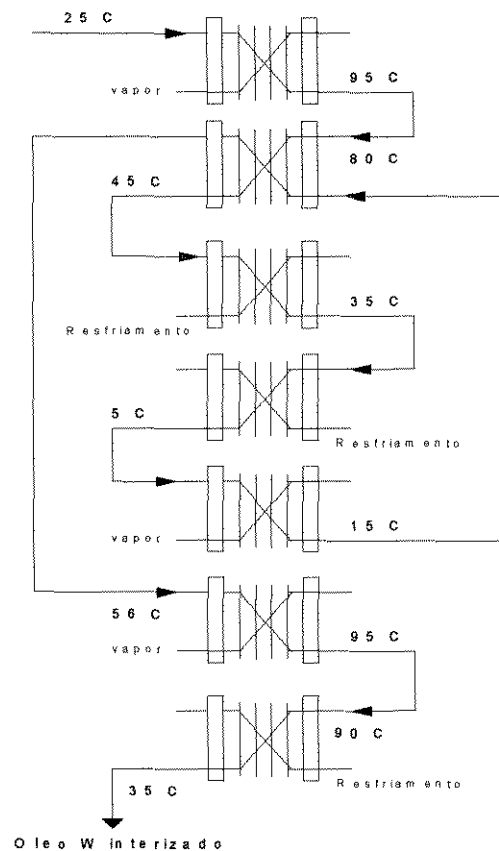 25 C
vapor
95 C
80 C
45 C
Resfriamento
35 C
5 C
Resfriamento
vapor
15 C
56 C
vapor
95 C
90 C
35 C
Resfriamento
Oleo Winterizado